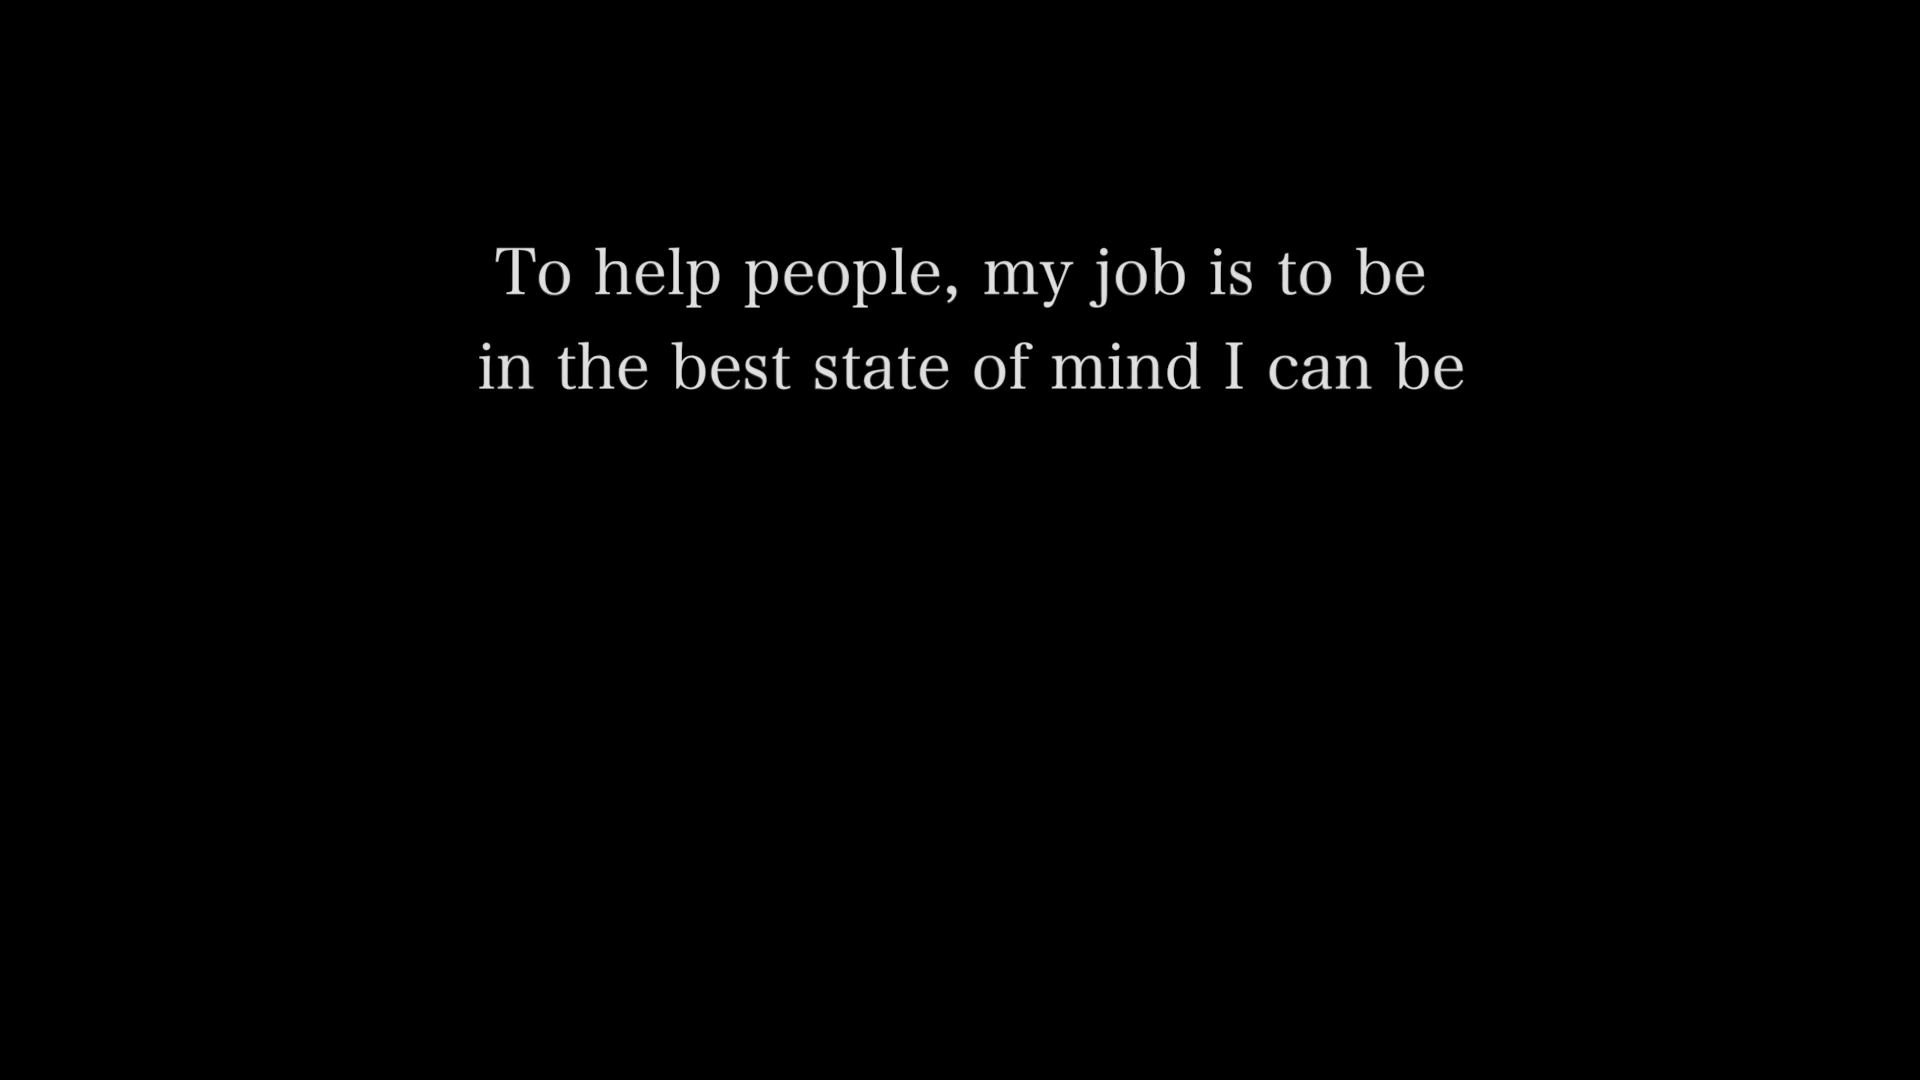 To help people, my job is to be
in the best state of mind I can be